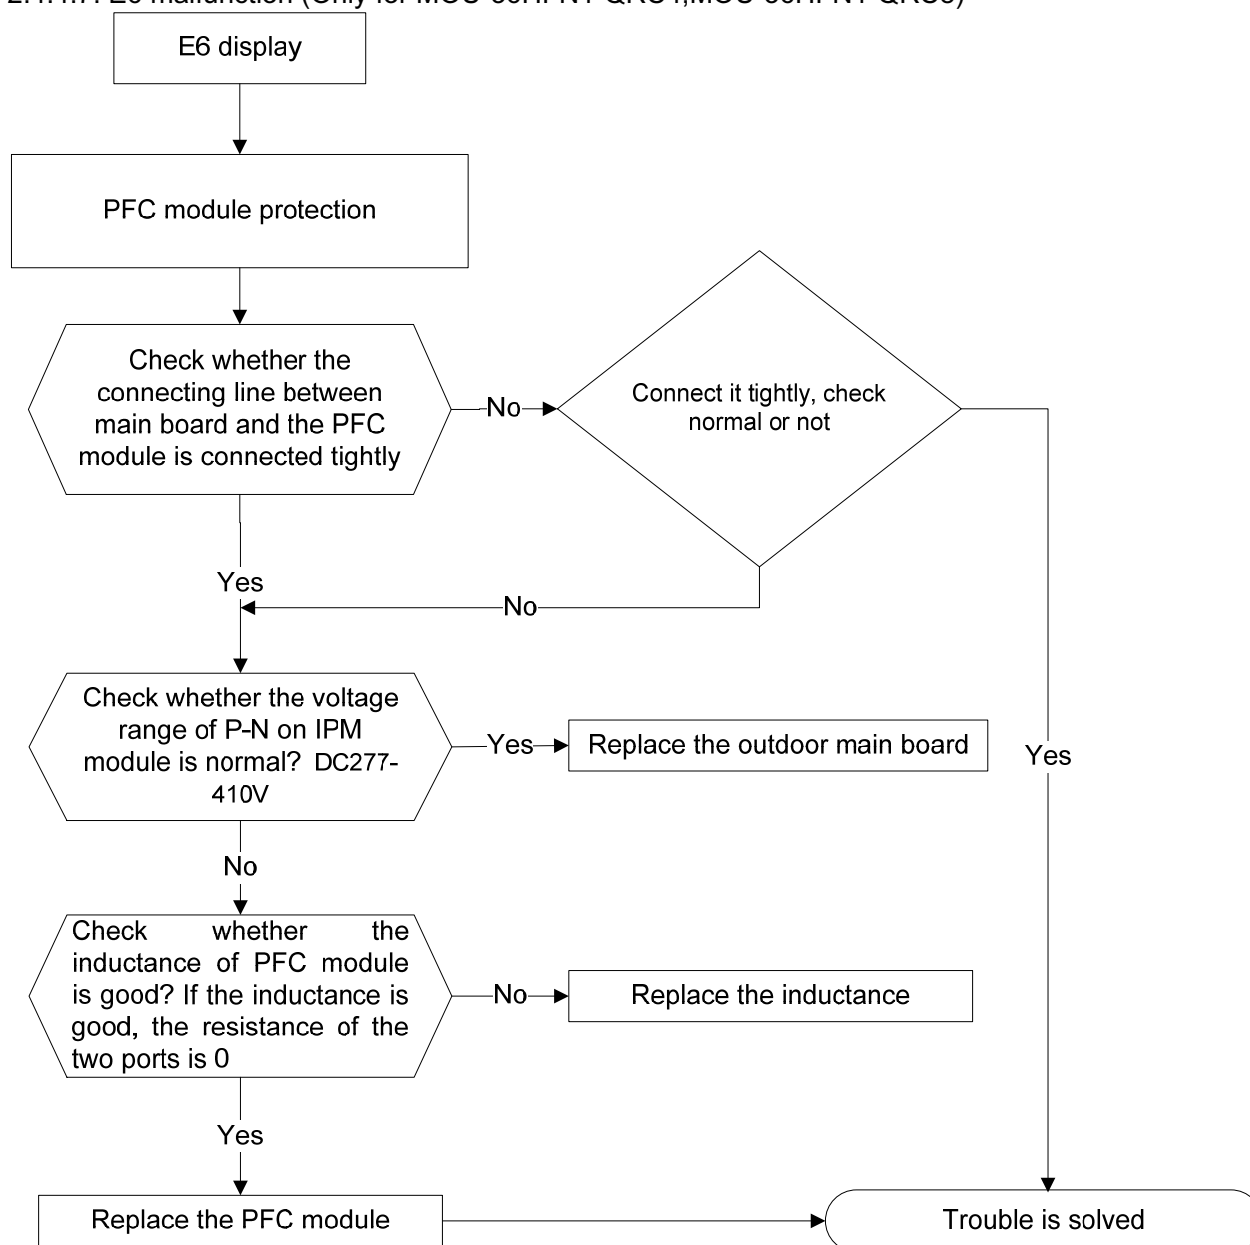 E6 display
PFC module protection
Check whether the
connecting line between
main board and the PFC
module is connected tightly
No
Connect it tightly, check
normal or not
Yes
No
Check whether the voltage
range of P-N on IPM
module is normal? DC277-
410V
Yes
Replace the outdoor main board
Yes
No
Check whether the
inductance of PFC module
is good? If the inductance is
good, the resistance of the
two ports is 0
No
Replace the inductance
Yes
Replace the PFC module
Trouble is solved